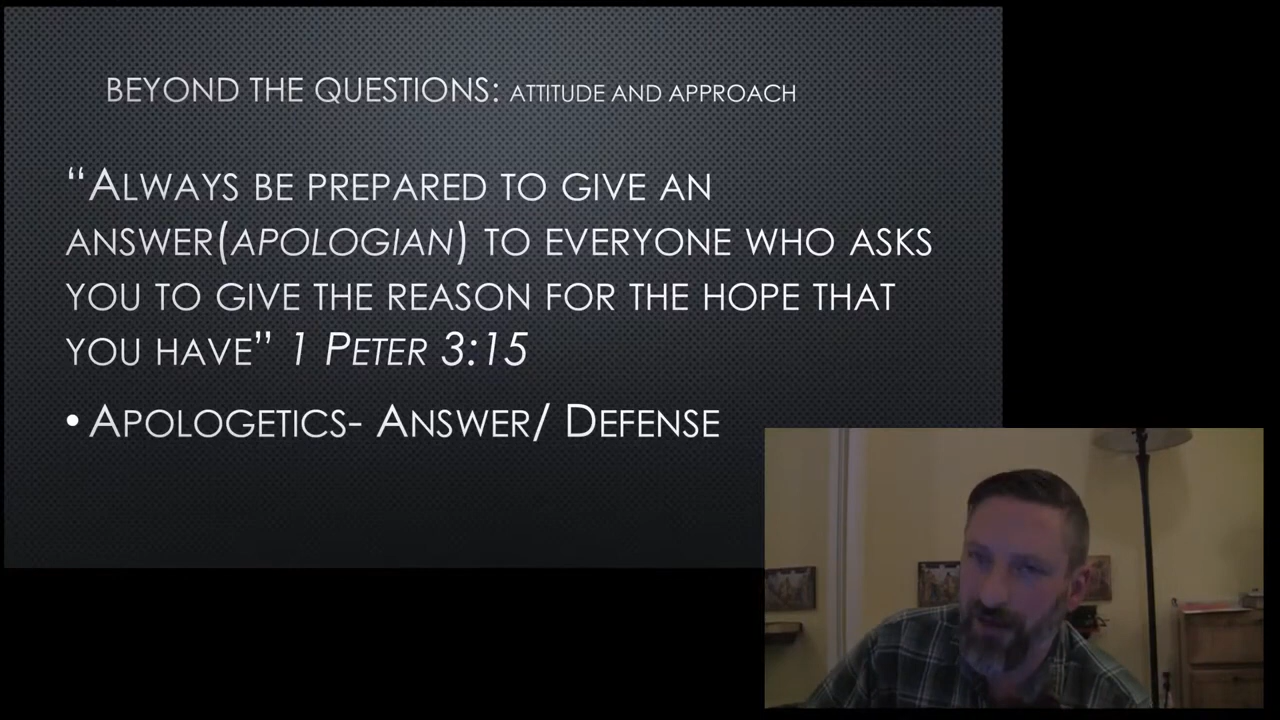 BEYOND THE QUESTIONS: ATTITUDE AND APPROACH
“ALWAYS BE PREPARED TO GIVE AN
ANSWER(APOLOGIAN) TO EVERYONE WHO ASKS
YOU TO GIVE THE REASON FOR THE HOPE THAT
YOU HAVE” 1 PETER 3:15
• APOLOGETICS- ANSWER/ DEFENSE